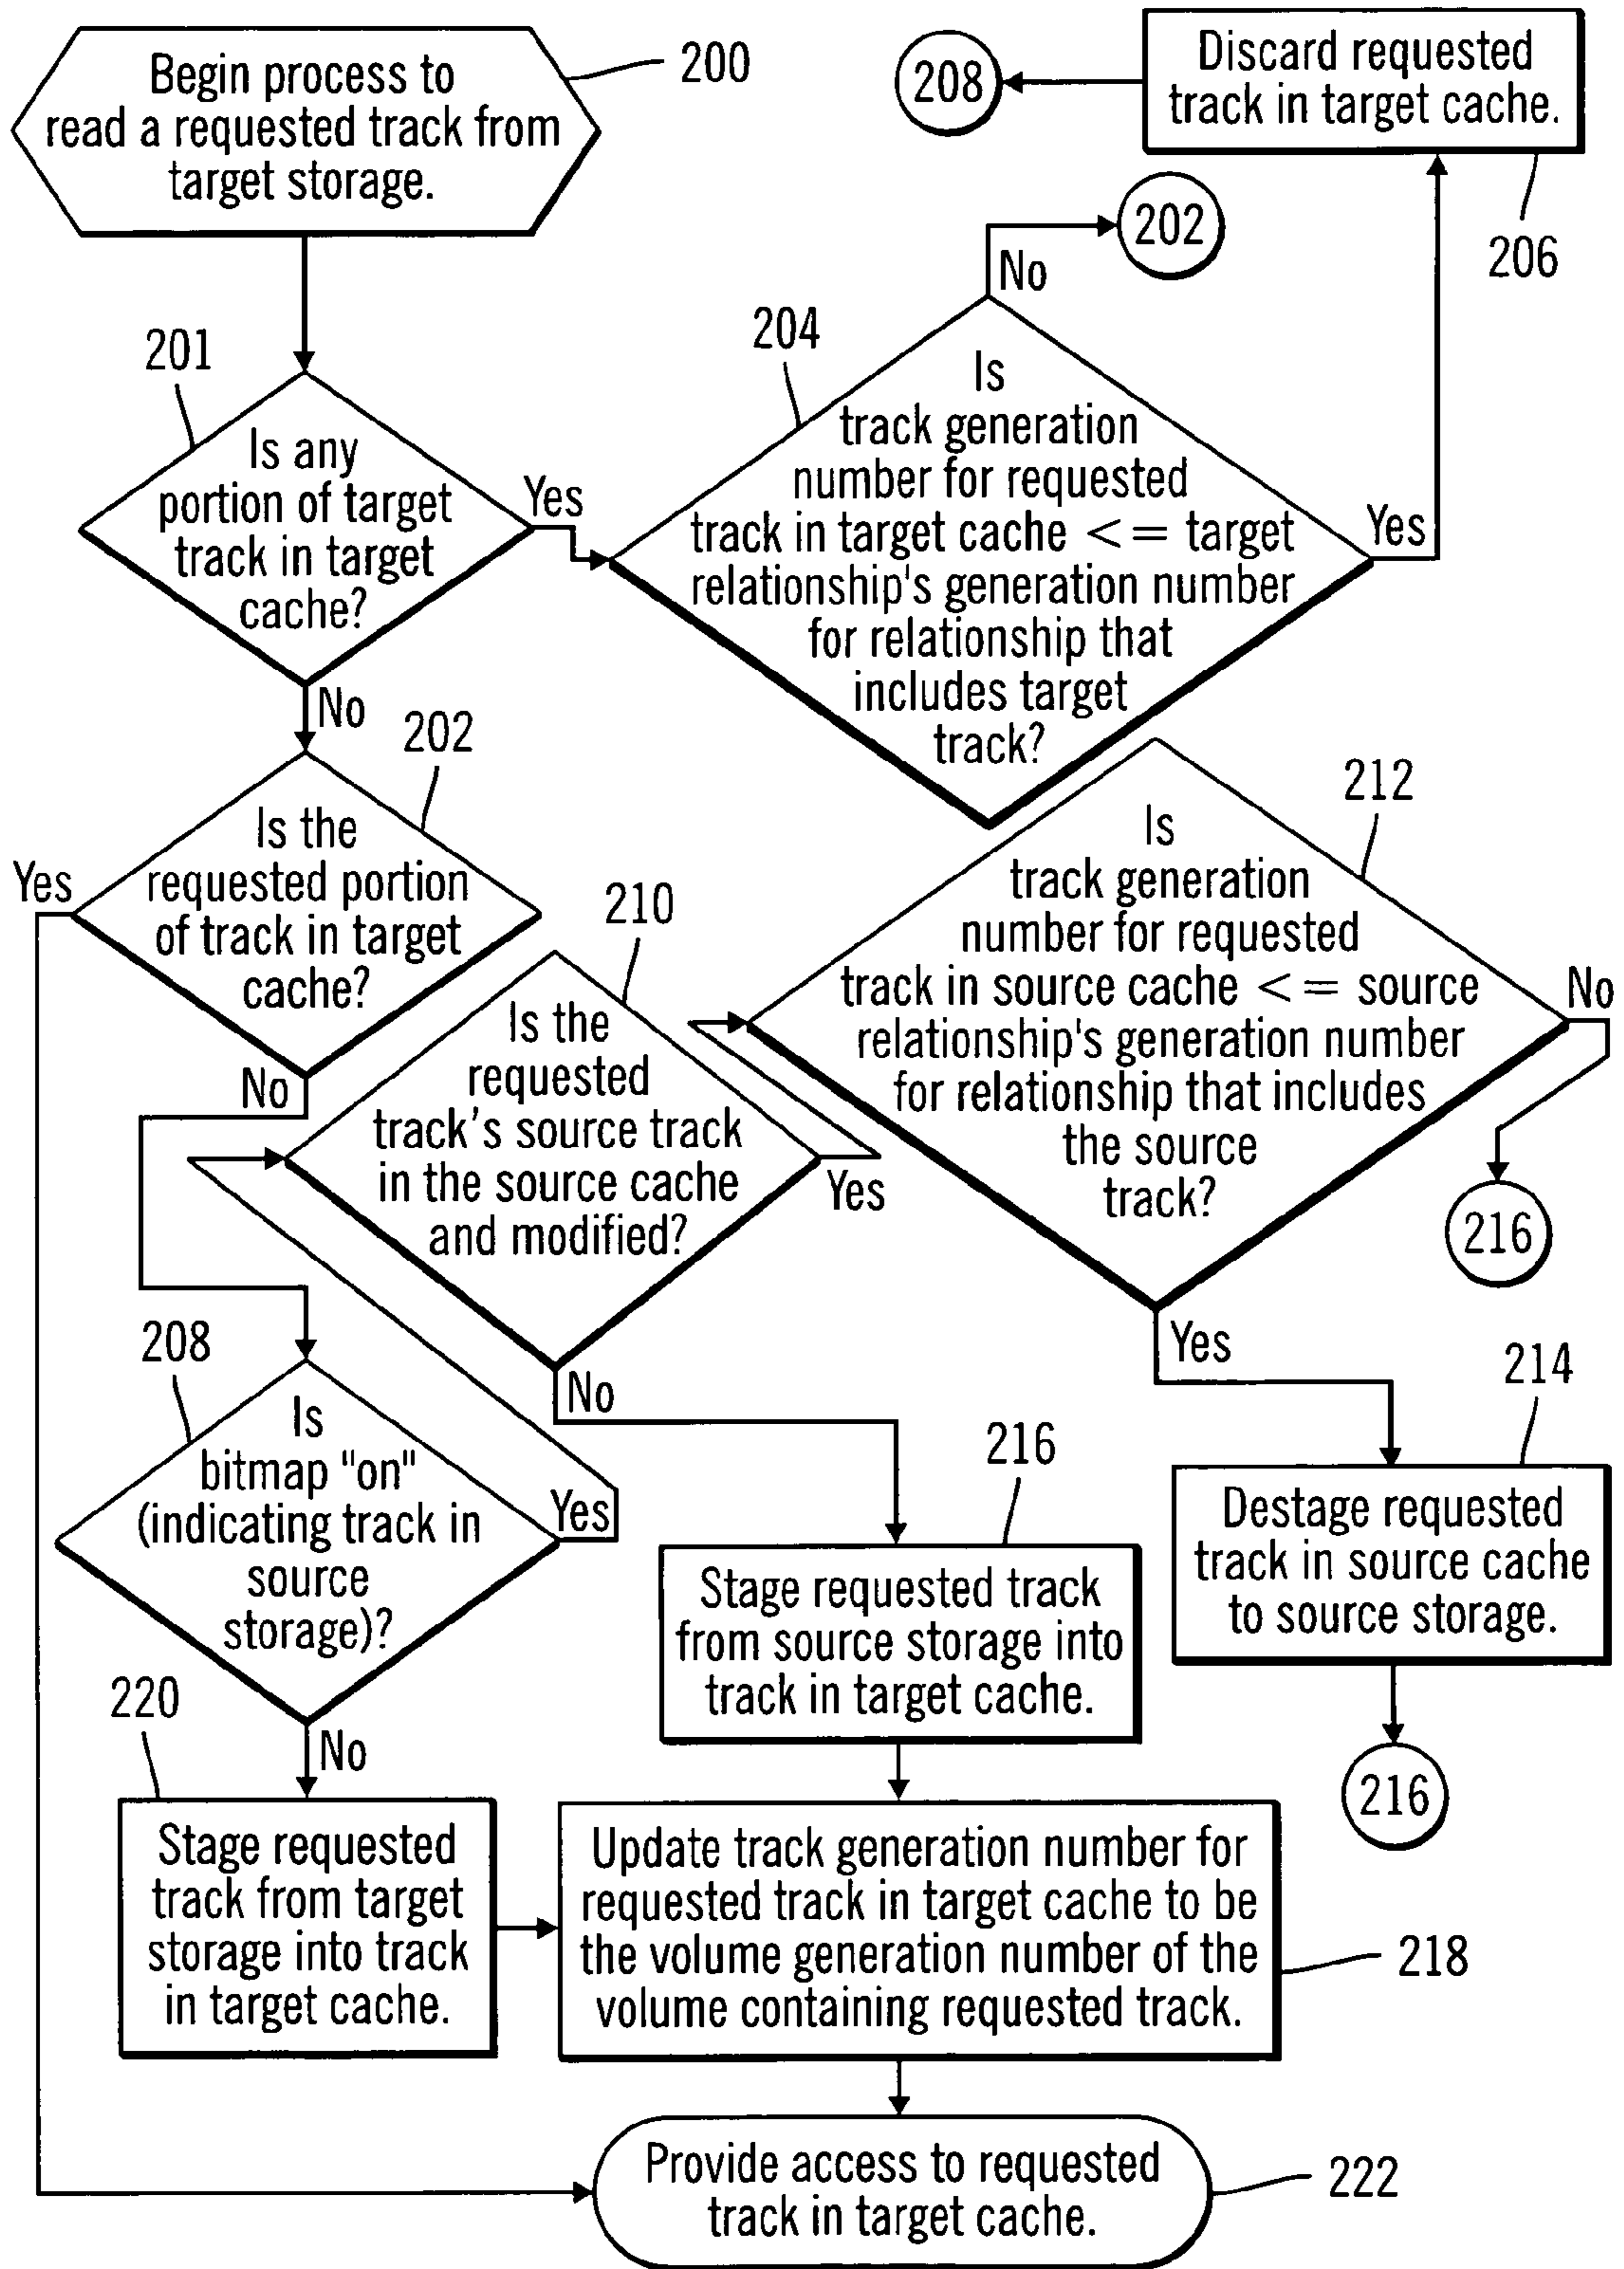 Begin process to
read a requested track from
target storage.
200
208
Discard requested
track in target cache.
206
202
No
204
Is
track generation
number for requested
track in target cache <= target
relationship's generation number
for relationship that
includes target
track?
Yes
201
Is any
portion of target
track in target
cache?
Yes
No
202
Is the
requested portion
of track in target
cache?
Yes
No
210
Is the
requested
track's source track
in the source cache
and modified?
Yes
No
212
Is
track generation
number for requested
track in source cache <= source
relationship's generation number
for relationship that includes
the source
track?
No
216
Yes
214
Destage requested
track in source cache
to source storage.
216
208
Is
bitmap "on"
(indicating track in
source
storage)?
Yes
No
216
Stage requested track
from source storage into
track in target cache.
220
Stage requested
track from target
storage into track
in target cache.
Update track generation number for
requested track in target cache to be
the volume generation number of the
volume containing requested track.
218
Provide access to requested
track in target cache.
222